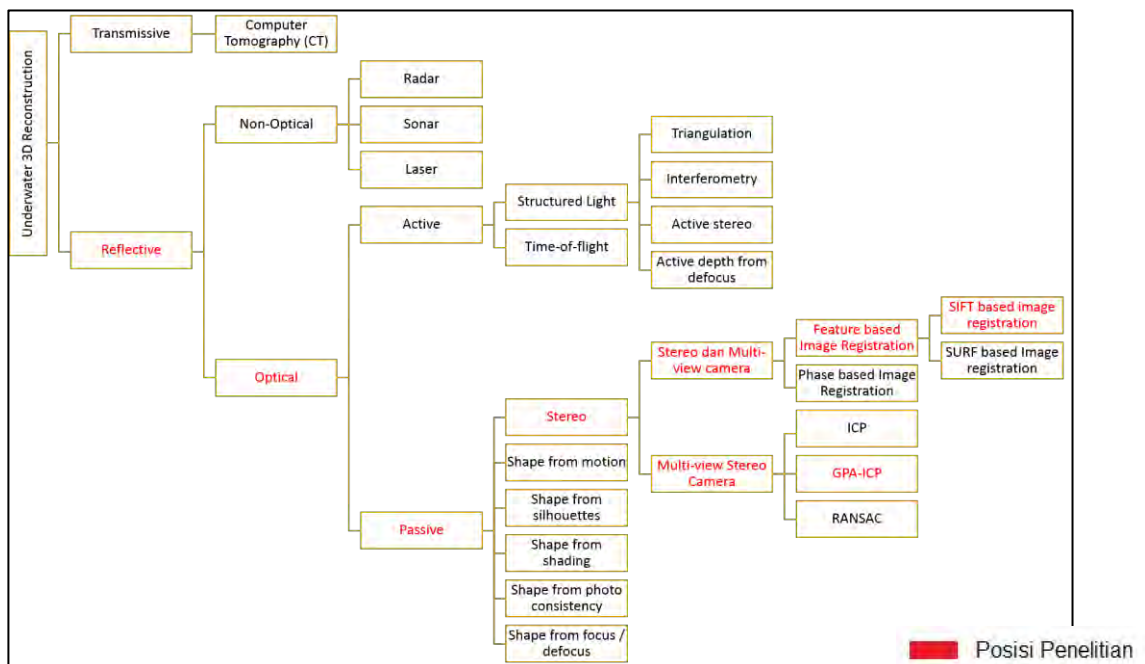 Underwater 3D Reconstruction
Transmissive
Computer
Tomography (CT)
Reflective
Non-Optical
Radar
Sonar
Laser
Optical
Active
Structured Light
Triangulation
Interferometry
Active stereo
Active depth from
defocus
Time-of-flight
Passive
Stereo
Stereo dan Multi-
view camera
Feature based
Image Registration
SIFT based image
registration
SURF based Image
registration
Phase based Image
Registration
Multi-view Stereo
Camera
ICP
GPA-ICP
RANSAC
Shape from motion
Shape from
silhouettes
Shape from
shading
Shape from photo
consistency
Shape from focus /
defocus
Posisi Penelitian